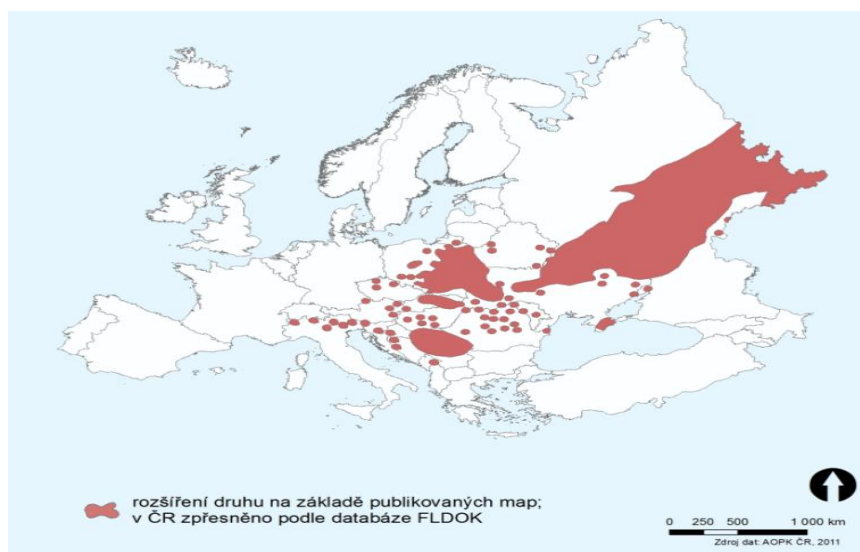 rozšíření druhu na základě publikovaných map;
v ČR zpřesněno podle databáze FLDOK
0 250 500 1 000 km
Zdroj dat: AOPK ČR, 2011